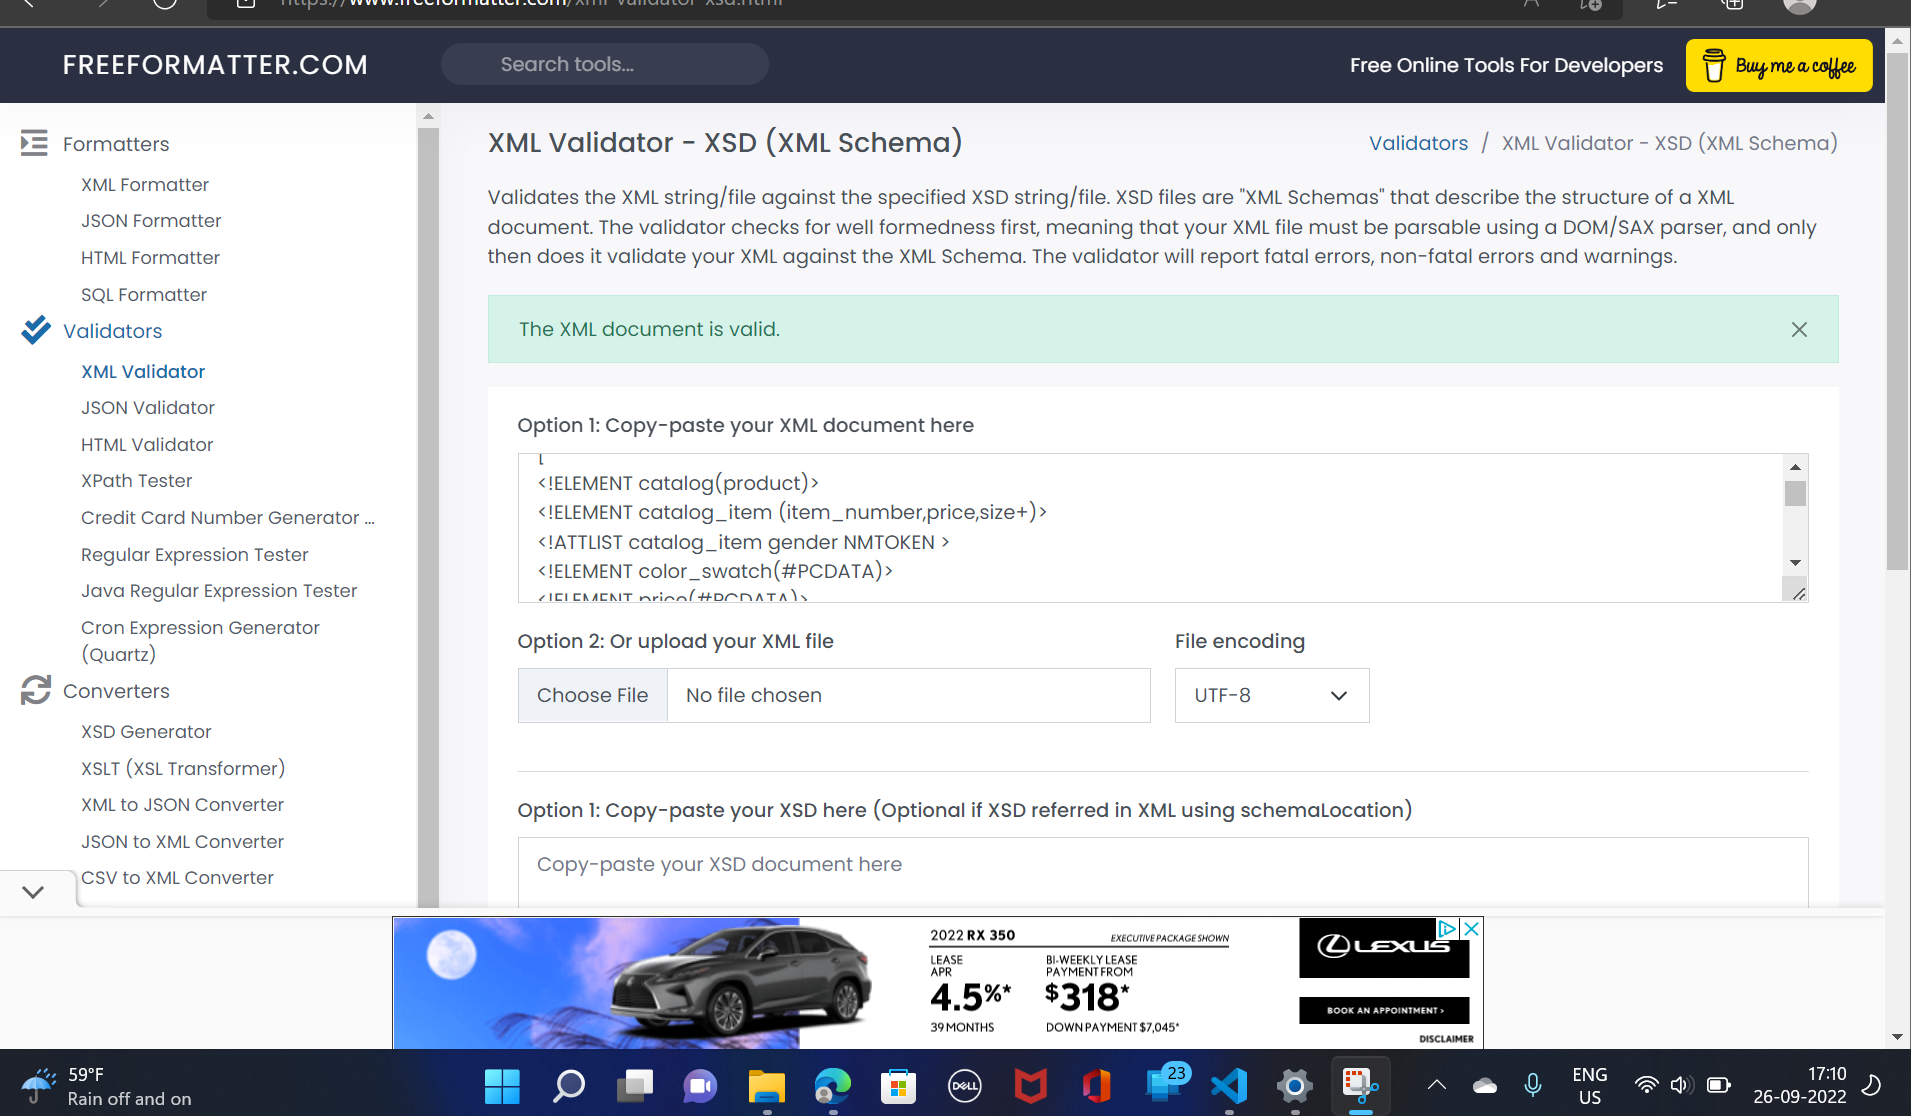 https://www.freeformatter.com/xml-validator-xsd.html
FREEFORMATTER.COM
Search tools...
Free Online Tools For Developers
Buy me a coffee
Formatters
XML Formatter
JSON Formatter
HTML Formatter
SQL Formatter
Validators
XML Validator
JSON Validator
HTML Validator
XPath Tester
Credit Card Number Generator ...
Regular Expression Tester
Java Regular Expression Tester
Cron Expression Generator
(Quartz)
Converters
XSD Generator
XSLT (XSL Transformer)
XML to JSON Converter
JSON to XML Converter
CSV to XML Converter
XML Validator - XSD (XML Schema)
Validators / XML Validator - XSD (XML Schema)
Validates the XML string/file against the specified XSD string/file. XSD files are "XML Schemas" that describe the structure of a XML
document. The validator checks for well formedness first, meaning that your XML file must be parsable using a DOM/SAX parser, and only
then does it validate your XML against the XML Schema. The validator will report fatal errors, non-fatal errors and warnings.
The XML document is valid.
Option 1: Copy-paste your XML document here
[
<!ELEMENT catalog(product)>
<!ELEMENT catalog_item (item_number,price,size+)>
<!ATTLIST catalog_item gender NMTOKEN >
<!ELEMENT color_swatch(#PCDATA)>
<!ELEMENT price(#PCDATA)>
Option 2: Or upload your XML file
File encoding
Choose File
No file chosen
UTF-8
Option 1: Copy-paste your XSD here (Optional if XSD referred in XML using schemaLocation)
Copy-paste your XSD document here
2022 RX 350
EXECUTIVE PACKAGE SHOWN
LEASE
APR
4.5%*
39 MONTHS
BI-WEEKLY LEASE
PAYMENT FROM
$318*
DOWN PAYMENT $7,045*
LEXUS
BOOK AN APPOINTMENT >
DISCLAIMER
59°F
Rain off and on
DELL
23
ENG
US
17:10
26-09-2022